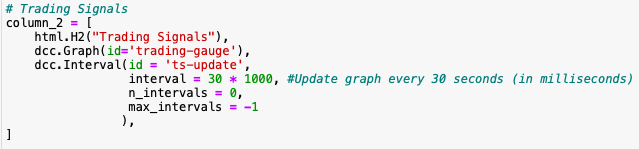 # Trading Signals
column_2 = [
    html.H2("Trading Signals"),
    dcc.Graph(id='trading-gauge'),
    dcc.Interval(id = 'ts-update',
                 interval = 30 * 1000, #Update graph every 30 seconds (in milliseconds)
                 n_intervals = 0,
                 max_intervals = -1
                ),
]